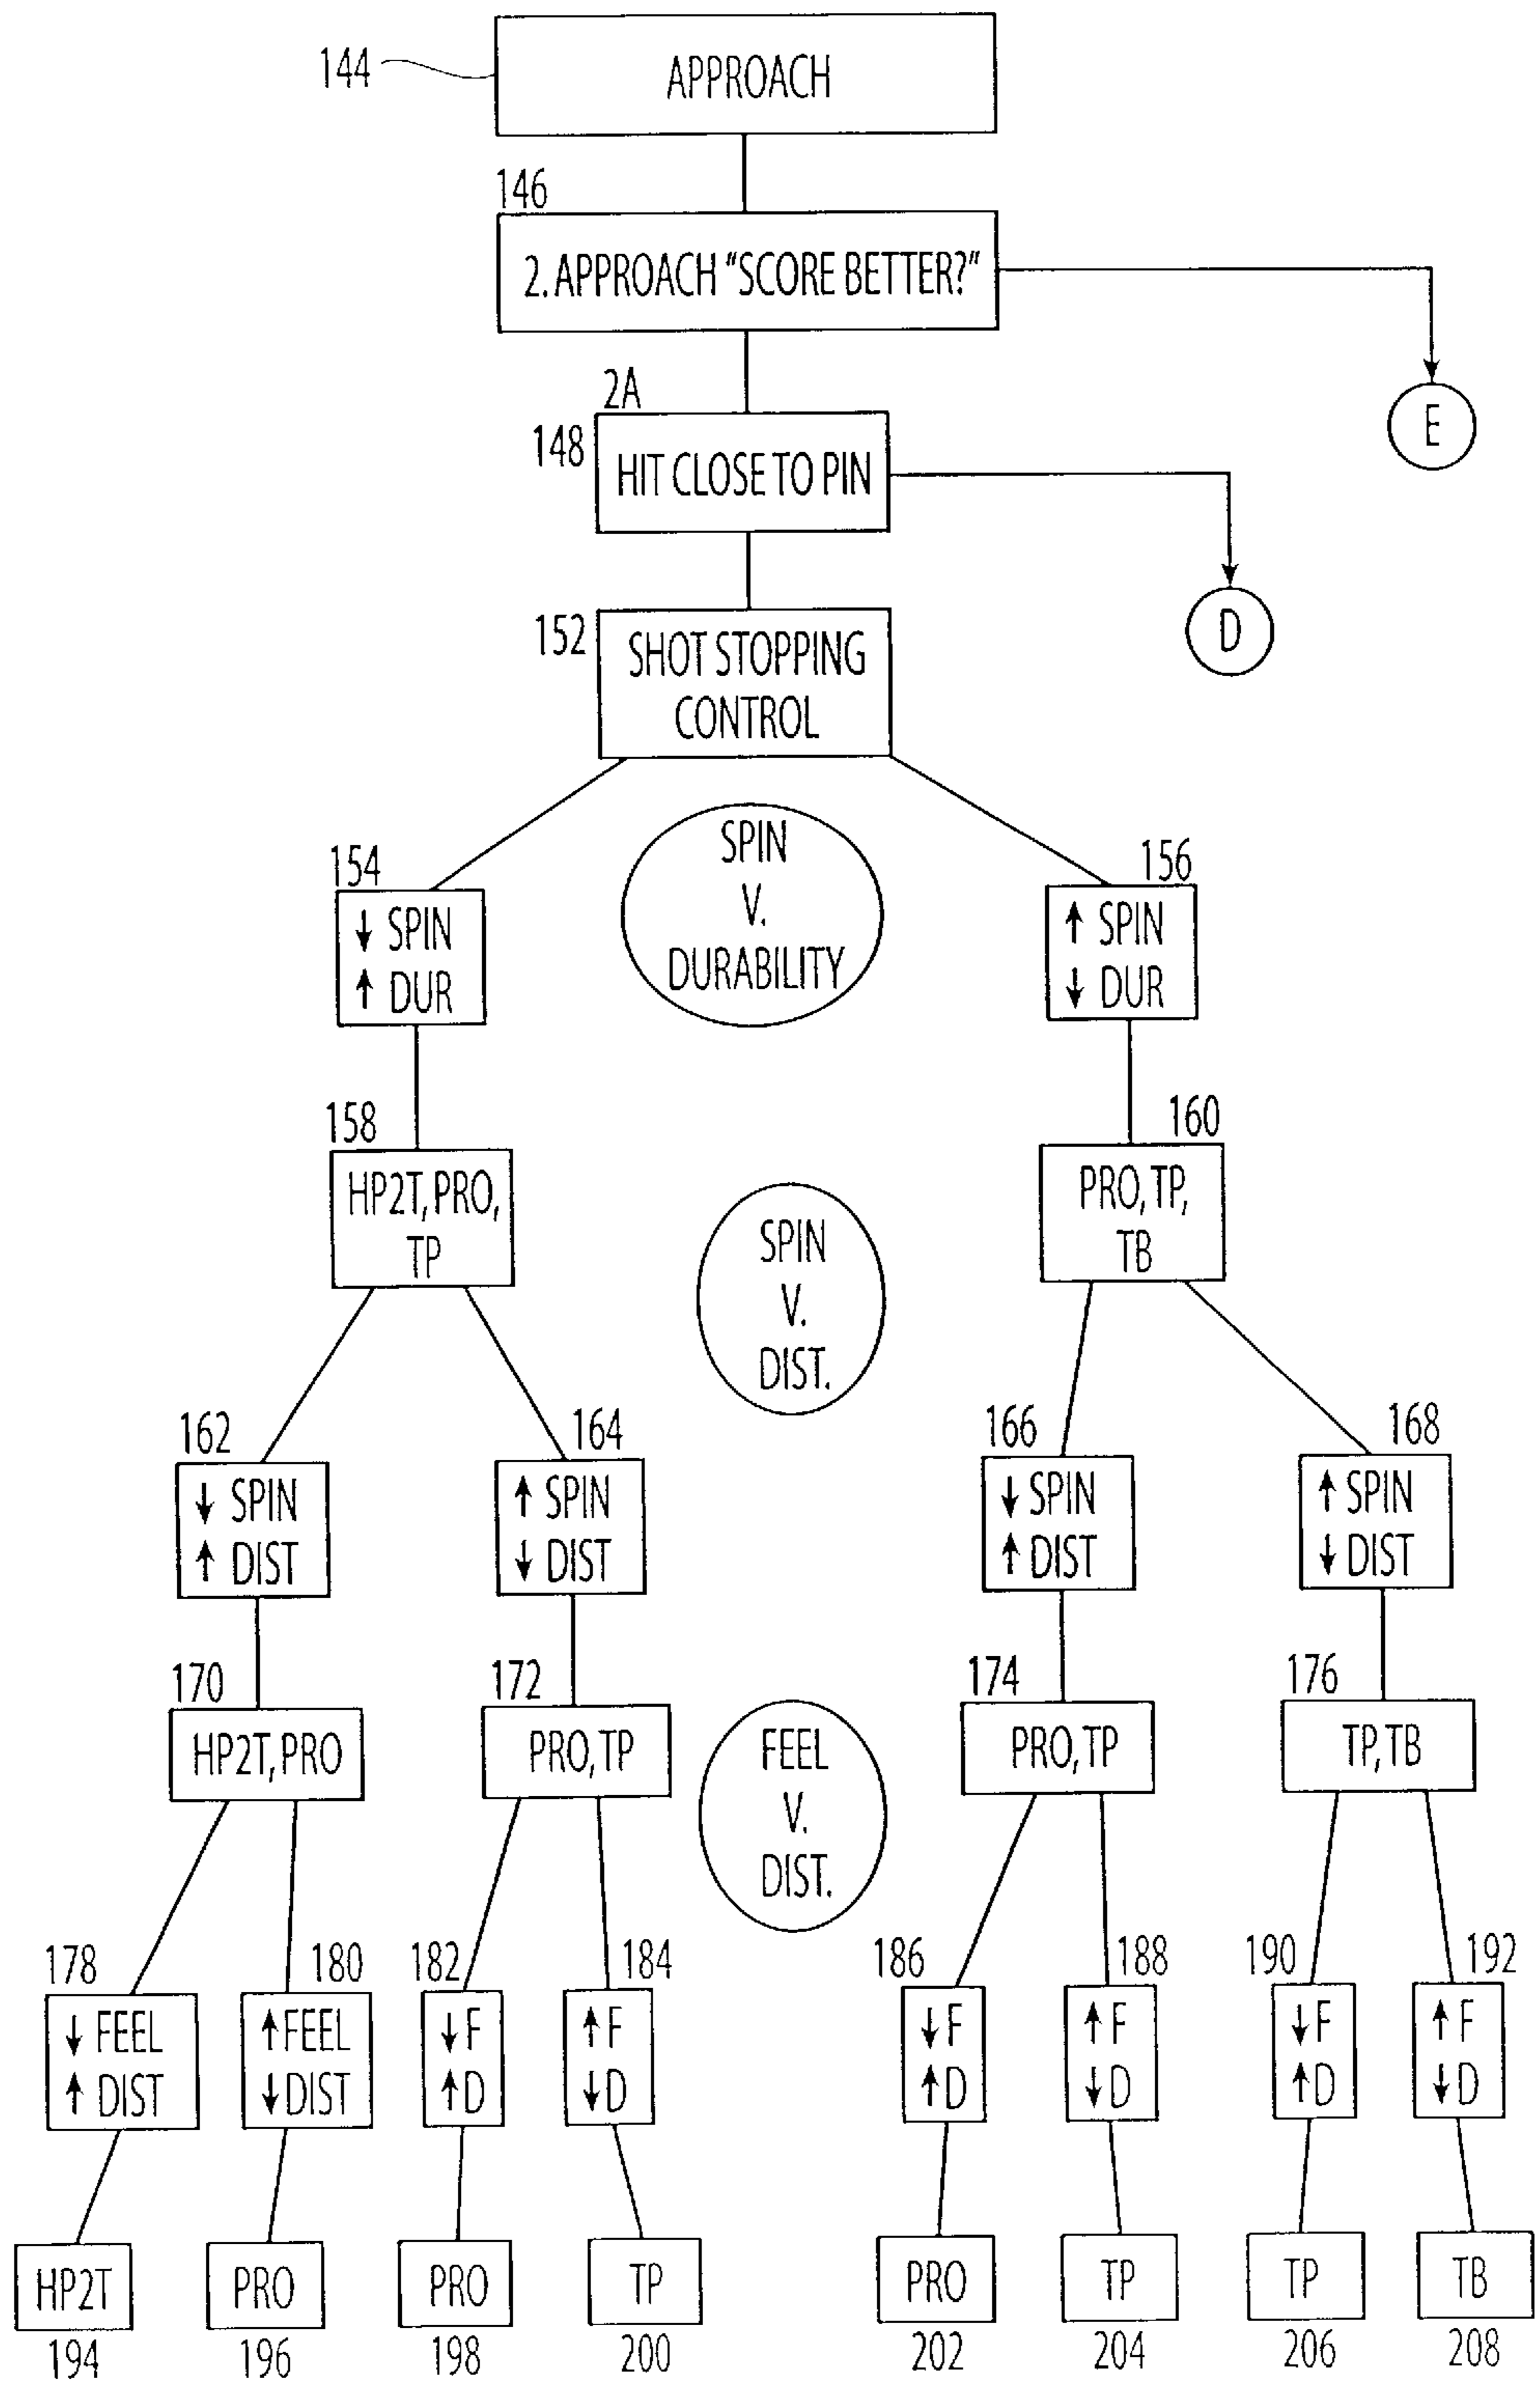 144
APPROACH
146
2. APPROACH "SCORE BETTER?"
E
2A
148
HIT CLOSE TO PIN
D
152
SHOT STOPPING
CONTROL
SPIN
V.
DURABILITY
154
↓ SPIN
↑ DUR
156
↑ SPIN
↓ DUR
158
HP2T, PRO,
TP
160
PRO, TP,
TB
SPIN
V.
DIST.
162
↓ SPIN
↑ DIST
164
↑ SPIN
↓ DIST
166
↓ SPIN
↑ DIST
168
↑ SPIN
↓ DIST
170
HP2T, PRO
172
PRO, TP
FEEL
V.
DIST.
174
PRO, TP
176
TP, TB
178
↓ FEEL
↑ DIST
180
↑ FEEL
↓ DIST
182
↓ F
↑ D
184
↑ F
↓ D
186
↓ F
↑ D
188
↑ F
↓ D
190
↓ F
↑ D
192
↑ F
↓ D
HP2T
194
PRO
196
PRO
198
TP
200
PRO
202
TP
204
TP
206
TB
208